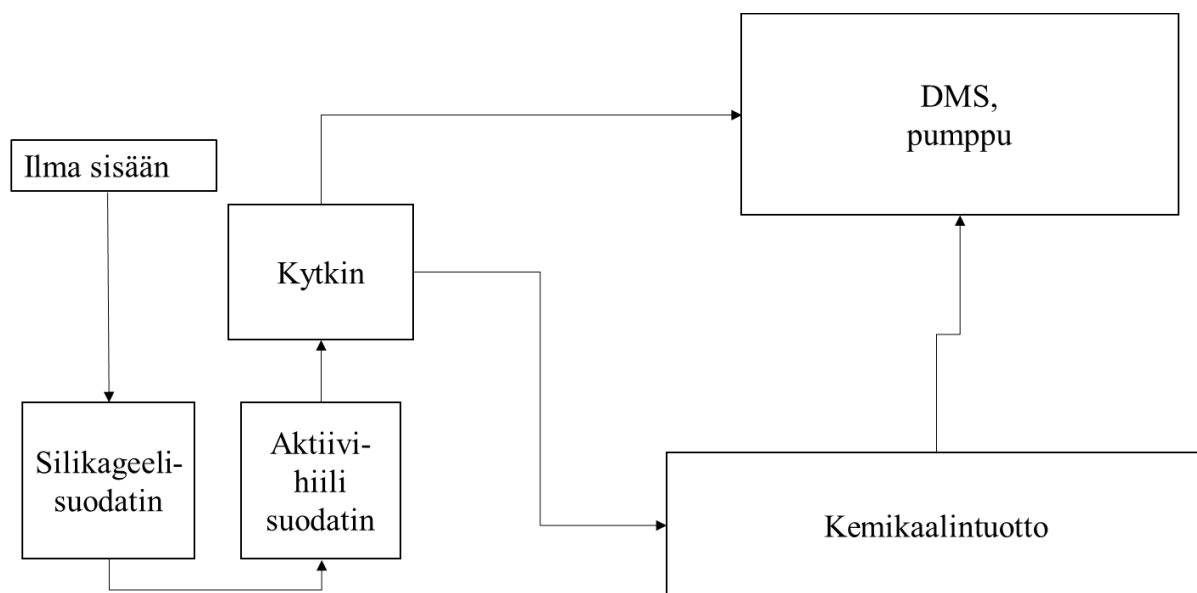 DMS,
pumppu
Ilma sisään
Kytkin
Silikageeli-
suodatin
Aktiivi-
hiili
suodatin
Kemikaalintuotto